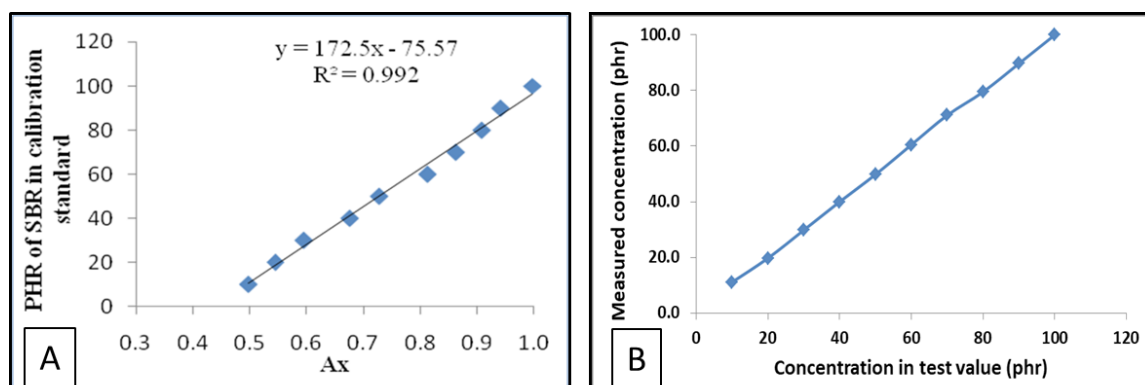 y = 172.5x - 75.57
R² = 0.992
PHR of SBR in calibration
standard
120
100
80
60
40
20
0
0.3 0.4 0.5 0.6 0.7 0.8 0.9 1.0
Ax
A
Measured concentration (phr)
100.0
80.0
60.0
40.0
20.0
0.0
0 20 40 60 80 100 120
Concentration in test value (phr)
B